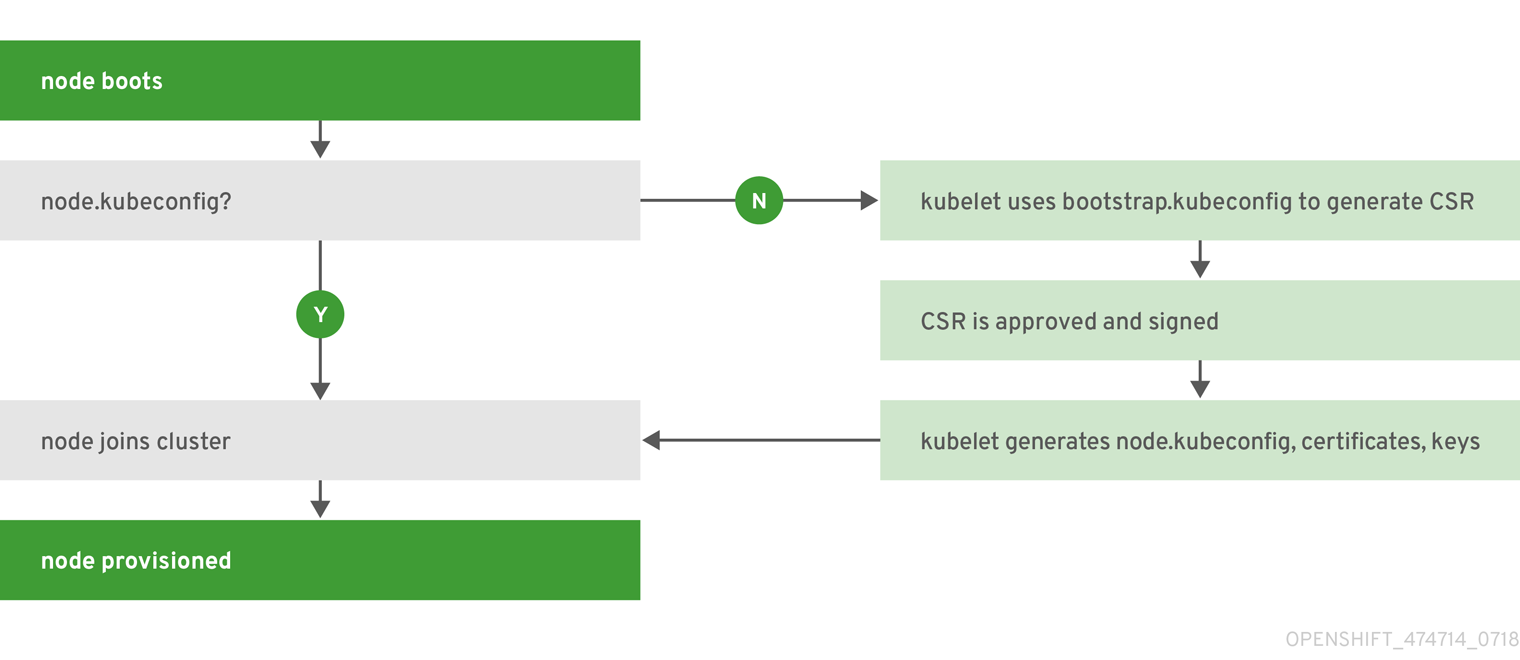 node boots
node.kubeconfig?
N
kubelet uses bootstrap.kubeconfig to generate CSR
Y
CSR is approved and signed
node joins cluster
kubelet generates node.kubeconfig, certificates, keys
node provisioned
OPENSHIFT_474714_0718